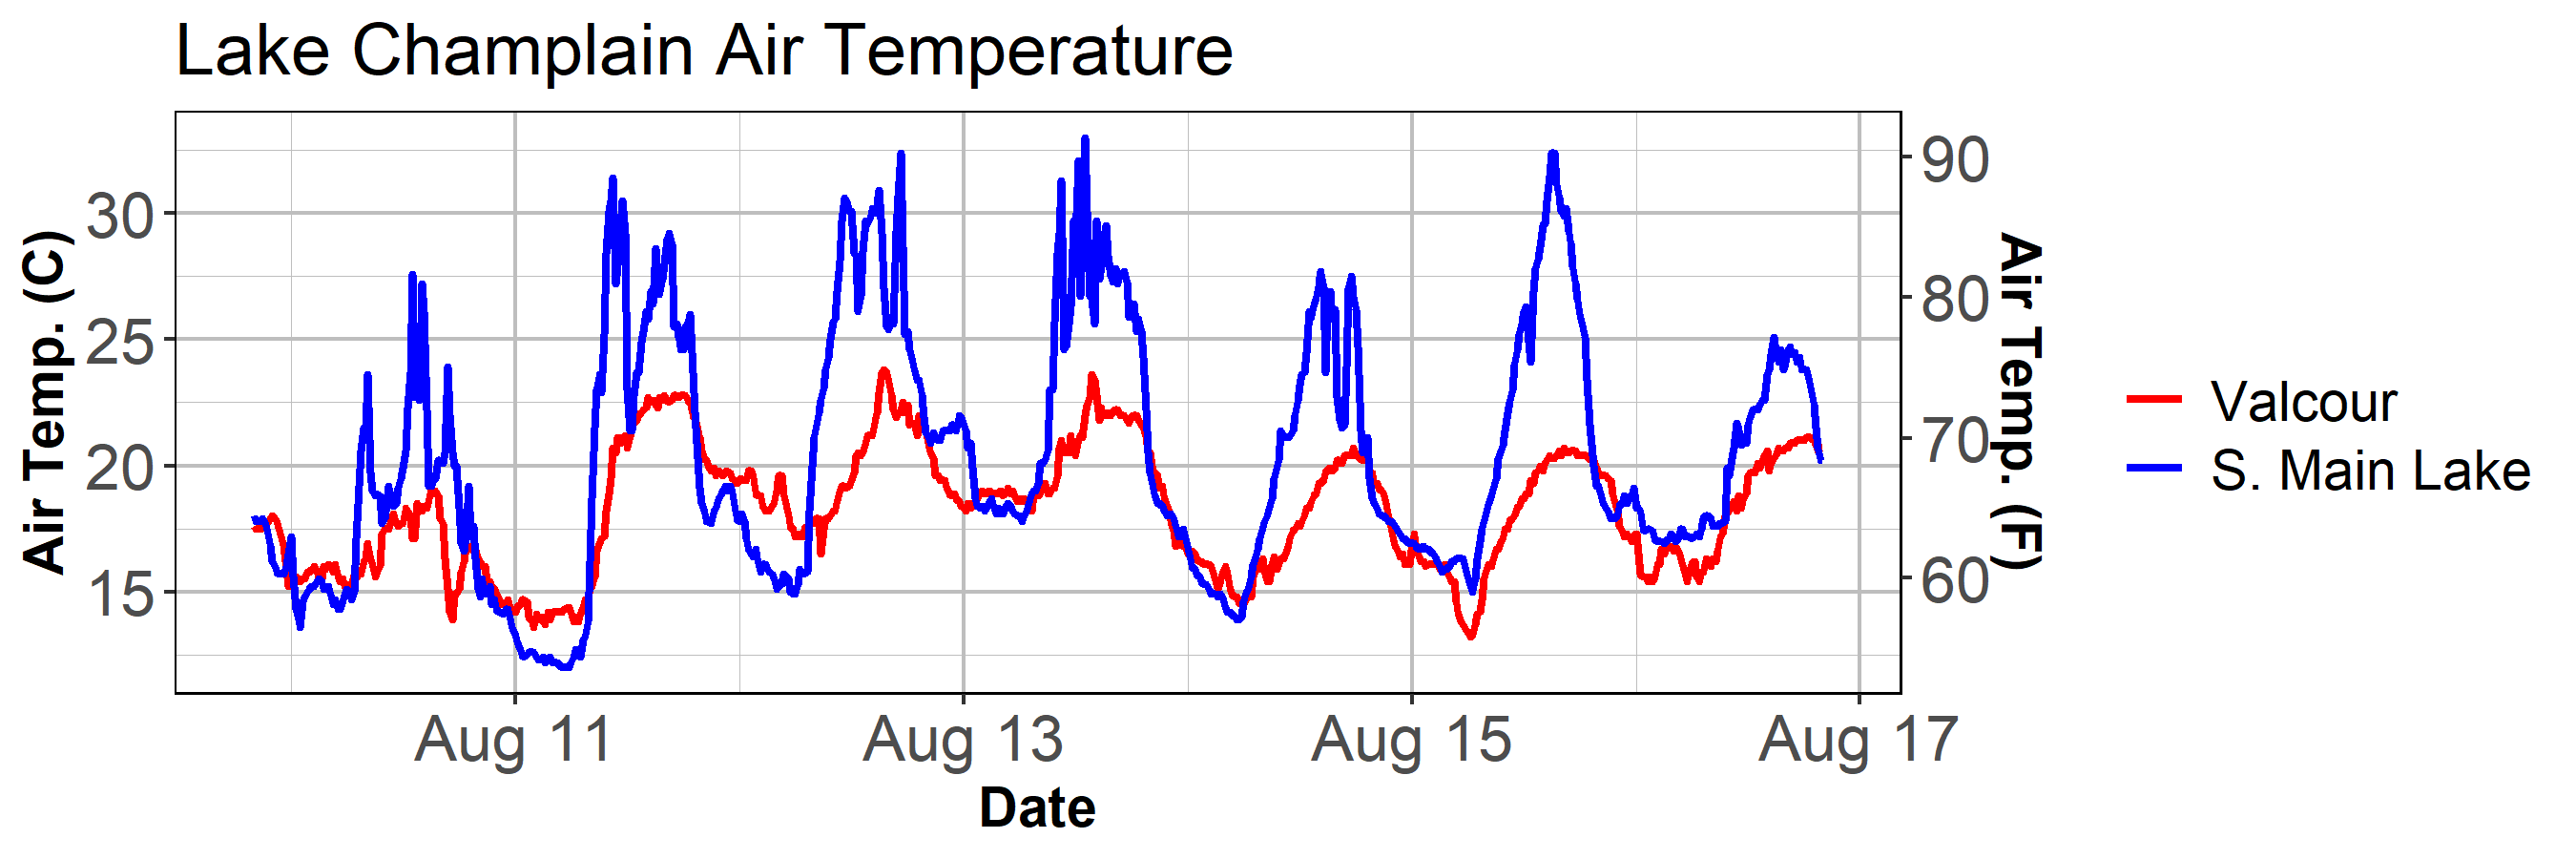 Lake Champlain Air Temperature
Air Temp. (C)
30
25
20
15
90
80
70
60
Air Temp. (F)
Valcour
S. Main Lake
Aug 11
Aug 13
Aug 15
Aug 17
Date